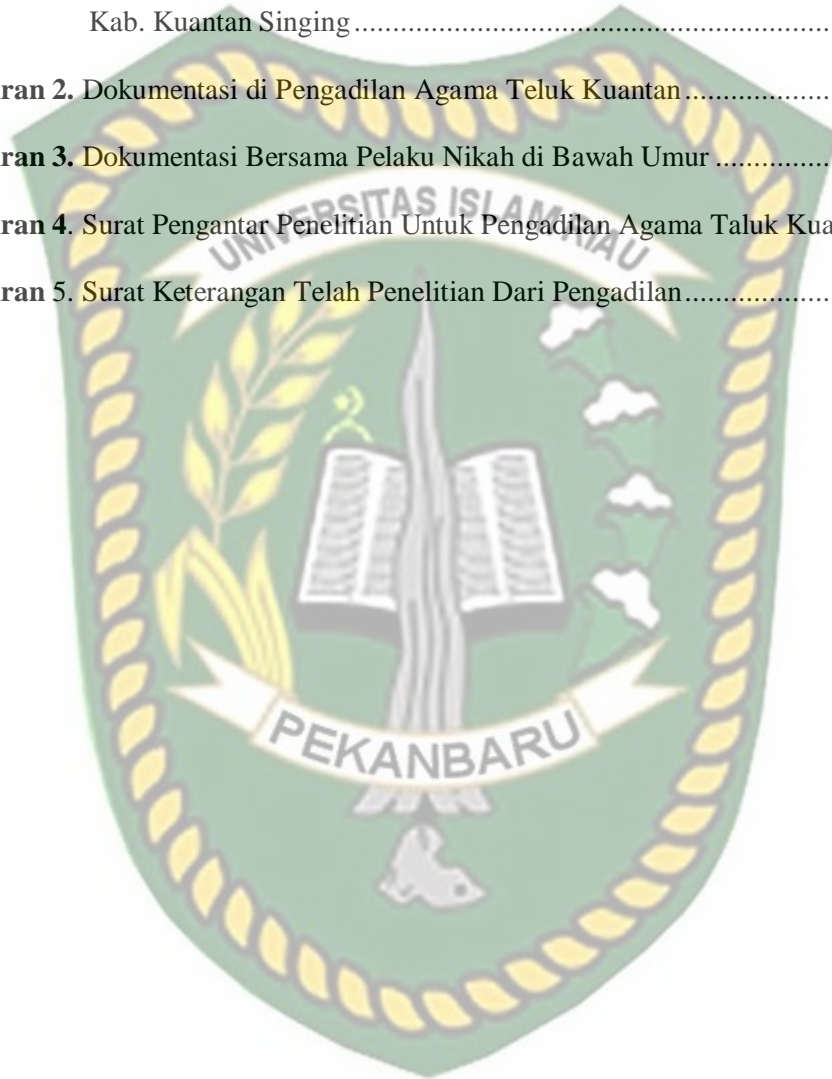 Kab. Kuantan Singing.............................................................................
ran 2. Dokumentasi di Pengadilan Agama Teluk Kuantan...................
ran 3. Dokumentasi Bersama Pelaku Nikah di Bawah Umur...............
ran 4. Surat Pengantar Penelitian Untuk Pengadilan Agama Taluk Kua
ran 5. Surat Keterangan Telah Penelitian Dari Pengadilan...................
UNIVERSITAS ISLAM RIAU
PEKANBARU